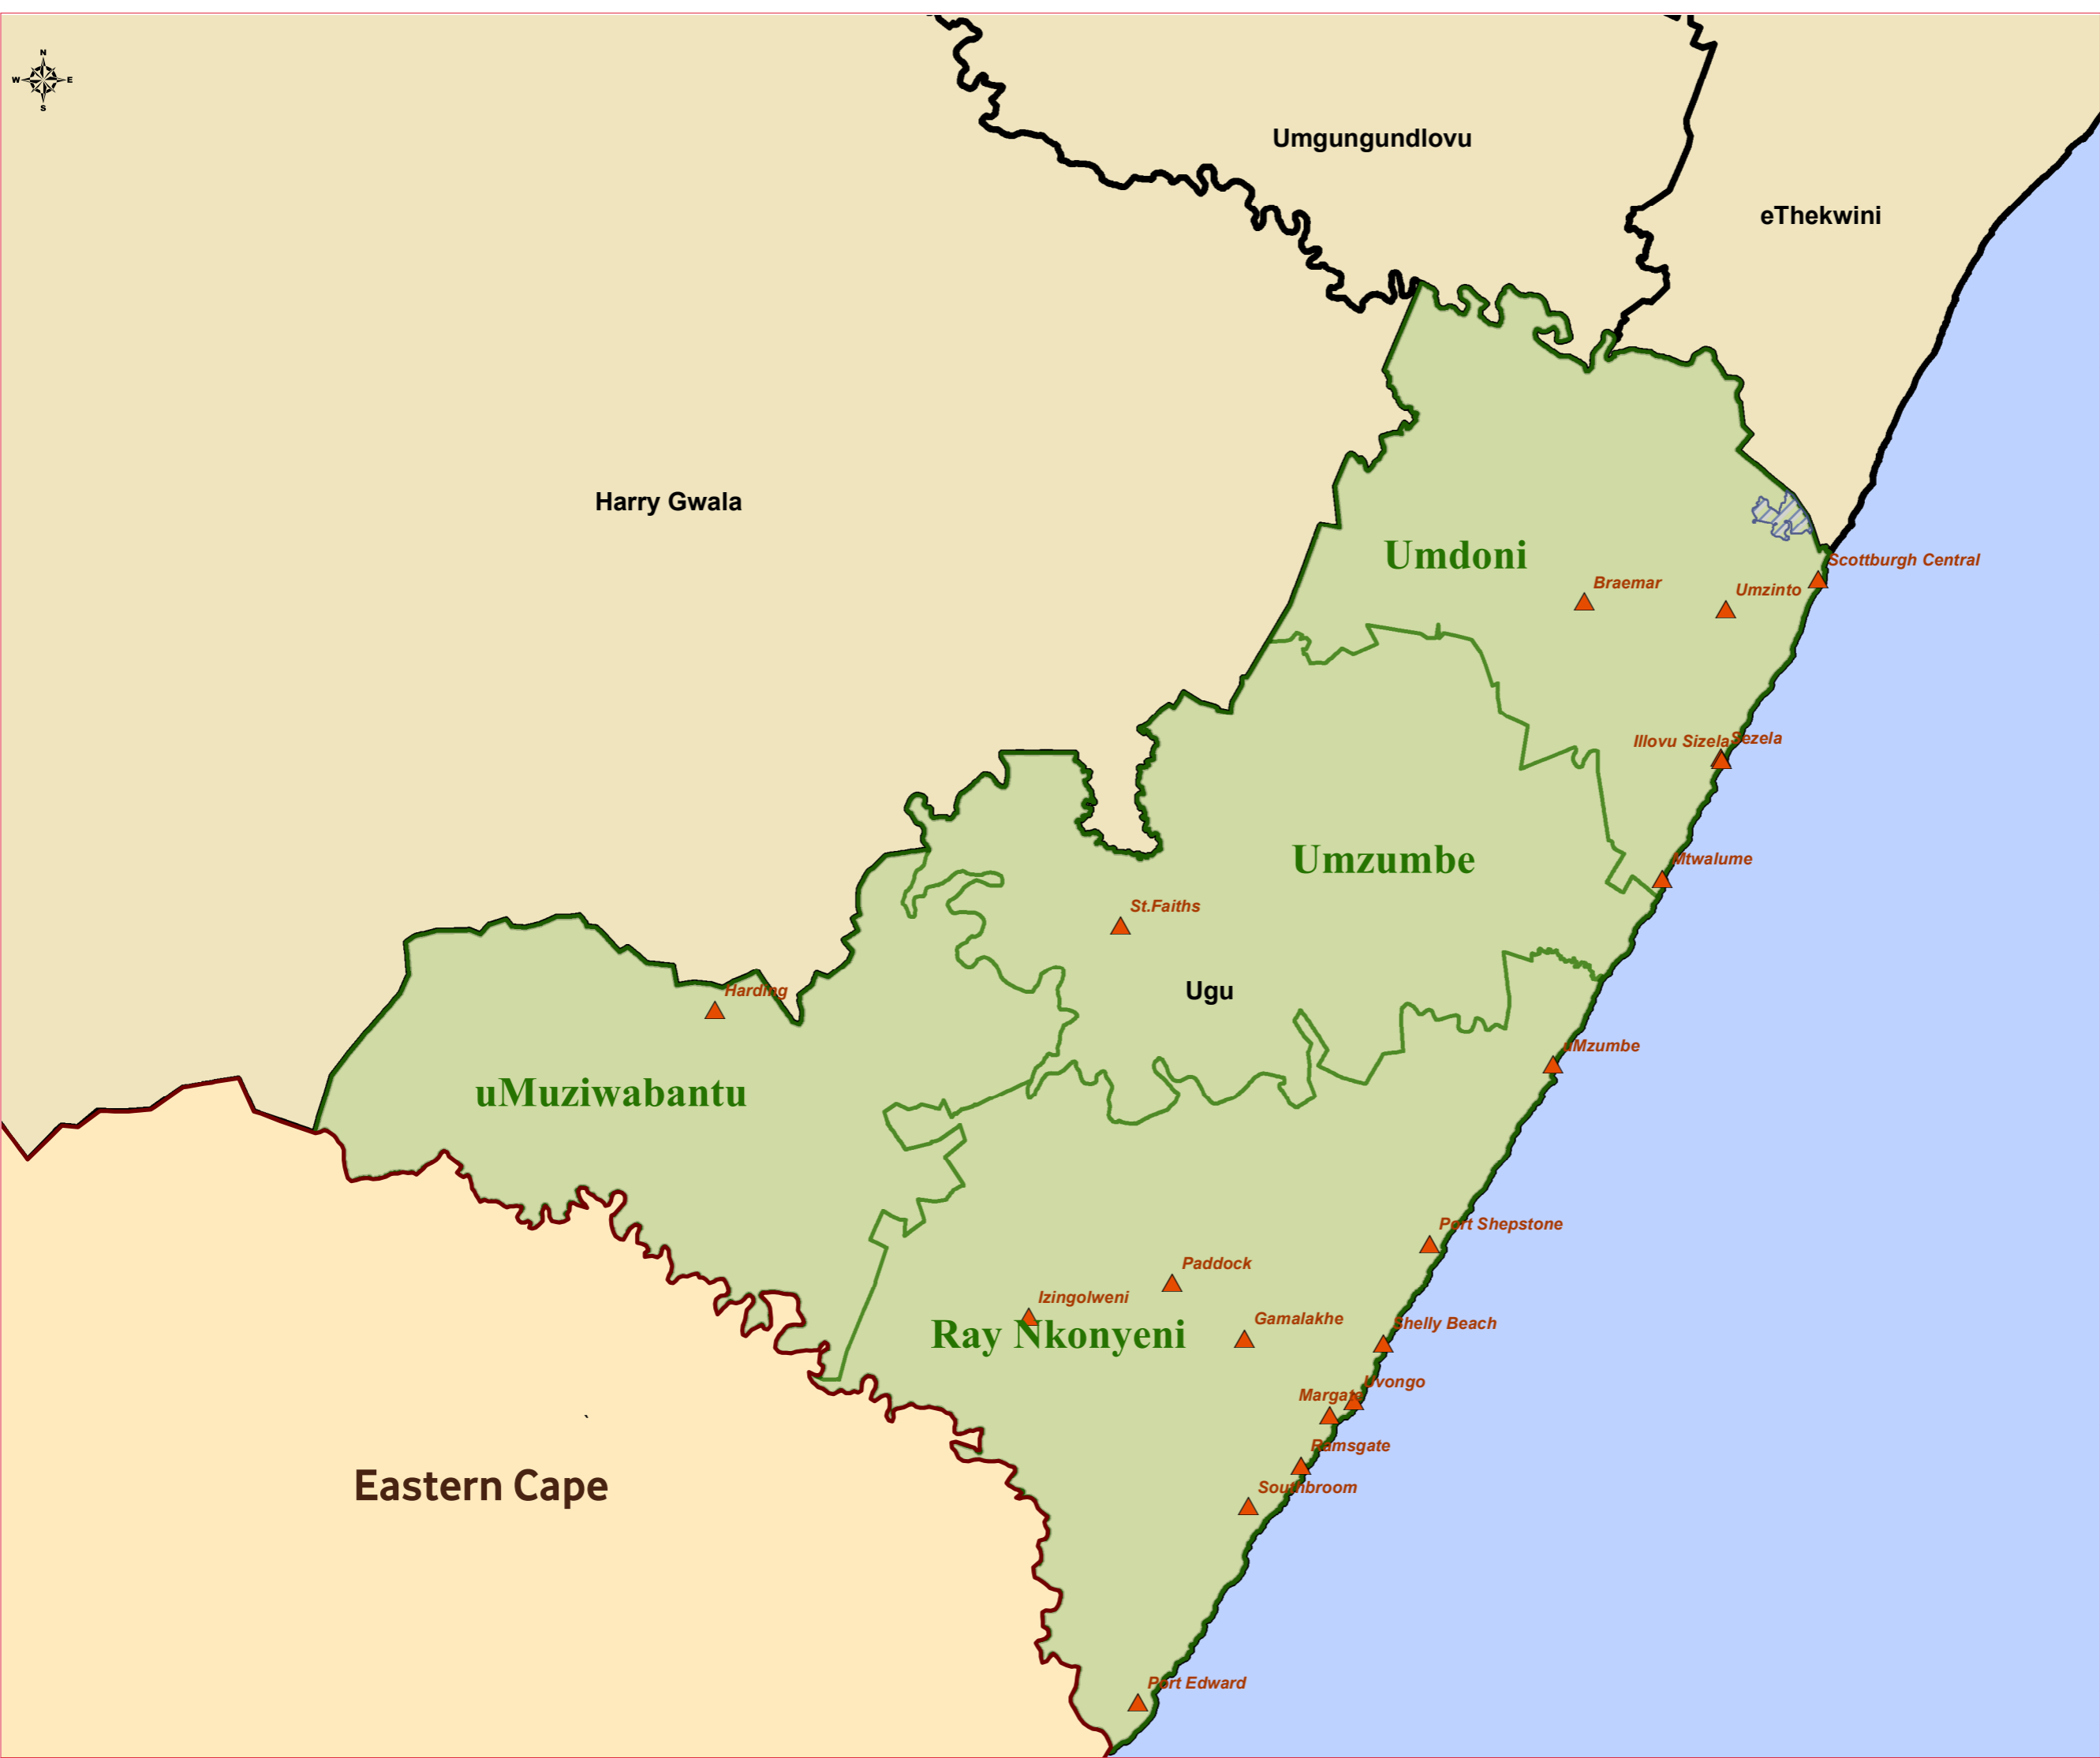 N
W E
S
Umgungundlovu
eThekwini
Harry Gwala
Umdoni
Scottburgh Central
Braemar
Umzinto
Illovu Sizela
Sezela
Umzumbe
Mtwalume
St.Faiths
Ugu
Harding
uMzumbe
uMuziwabantu
Port Shepstone
Paddock
Izingolweni
Gamalakhe
Shelly Beach
Ray Nkonyeni
Uvongo
Margate
Ramsgate
Eastern Cape
Southbroom
Port Edward